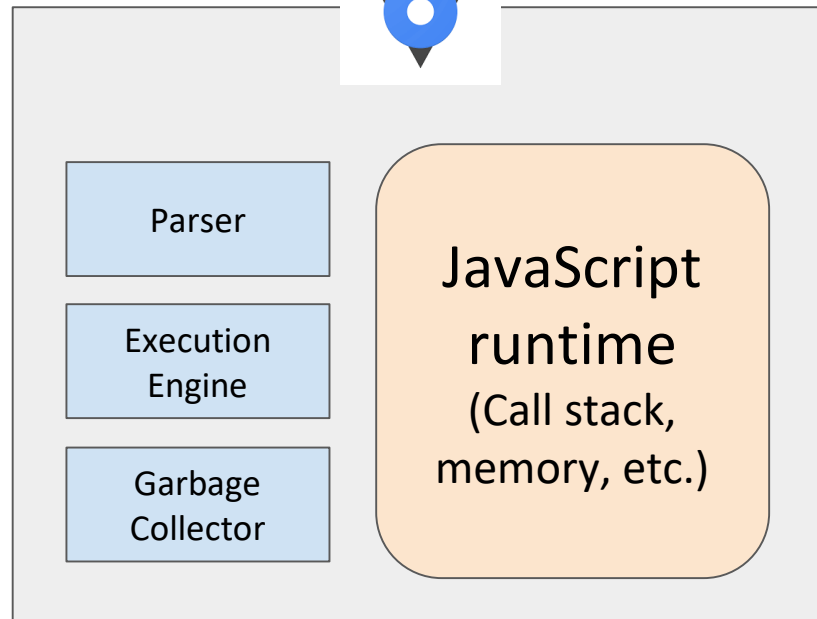 Parser
Execution
Engine
Garbage
Collector
JavaScript
runtime
(Call stack,
memory, etc.)